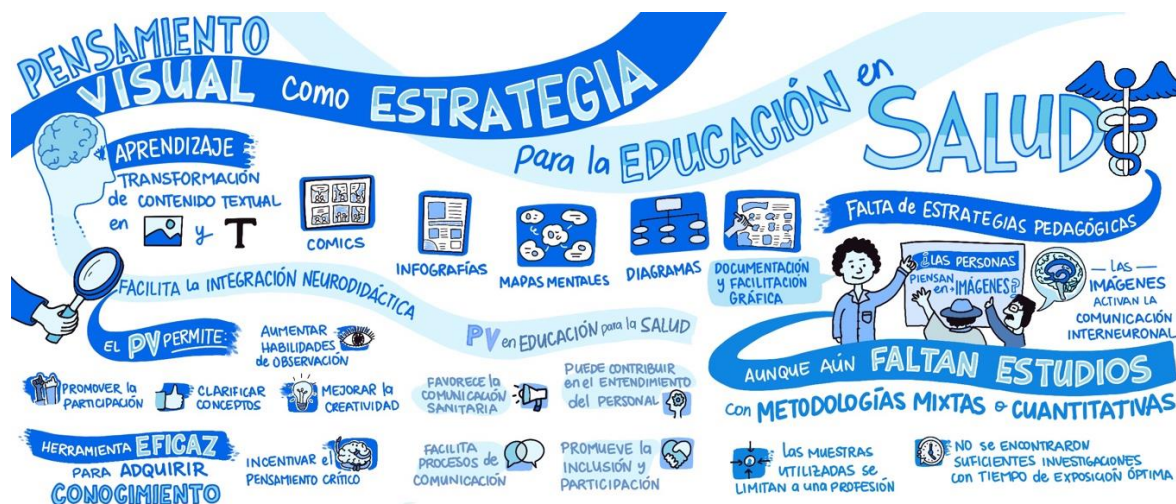 PENSAMIENTO
VISUAL como ESTRATEGIA
para la EDUCACIÓN en
SALUD
APRENDIZAJE
TRANSFORMACIÓN
de CONTENIDO TEXTUAL
en y T
COMICS
INFOGRAFÍAS
MAPAS MENTALES
DIAGRAMAS
DOCUMENTACIÓN
y FACILITACIÓN
GRÁFICA
FALTA de ESTRATEGIAS PEDAGÓGICAS
¿LAS PERSONAS
PIENSAN en + IMÁGENES?
LAS
IMÁGENES
ACTIVAN LA
COMUNICACIÓN
INTERNEURONAL
FACILITA la INTEGRACIÓN NEURODIDÁCTICA
EL PV PERMITE:
AUMENTAR
HABILIDADES
de OBSERVACIÓN
PROMOVER la
PARTICIPACIÓN
CLARIFICAR
CONCEPTOS
MEJORAR la
CREATIVIDAD
HERRAMIENTA EFICAZ
PARA ADQUIRIR
CONOCIMIENTO
INCENTIVAR el
PENSAMIENTO CRÍTICO
PV en EDUCACIÓN para la SALUD
FAVORECE la
COMUNICACIÓN
SANITARIA
PUEDE CONTRIBUIR
en el ENTENDIMIENTO
del PERSONAL
FACILITA
PROCESOS de
COMUNICACIÓN
PROMUEVE la
INCLUSIÓN y
PARTICIPACIÓN
AUNQUE AÚN FALTAN ESTUDIOS
con METODOLOGÍAS MIXTAS o CUANTITATIVAS
las MUESTRAS
UTILIZADAS SE
LIMITAN a una PROFESIÓN
NO se ENCONTRARON
SUFICIENTES INVESTIGACIONES
con TIEMPO de EXPOSICIÓN ÓPTIMA